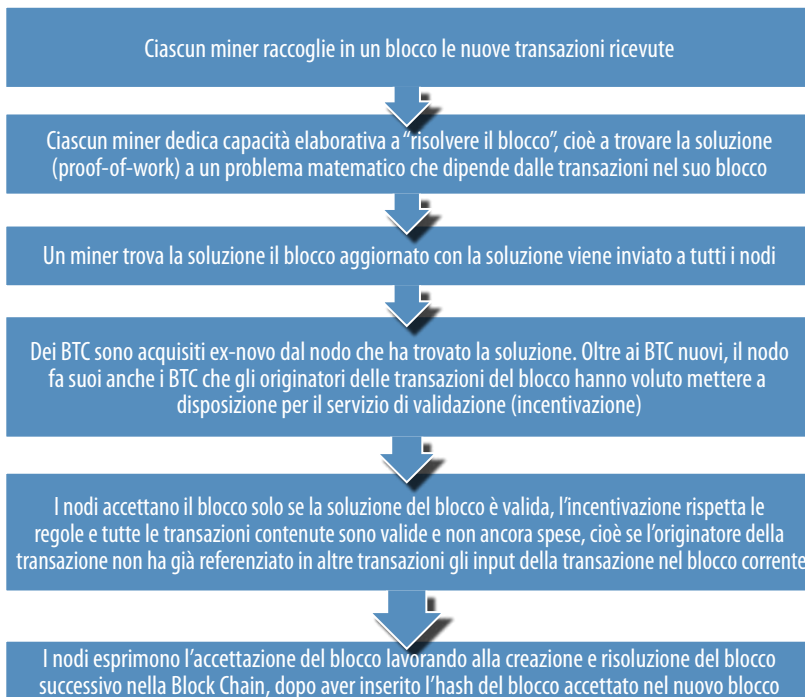 Ciascun miner raccoglie in un blocco le nuove transazioni ricevute
Ciascun miner dedica capacità elaborativa a “risolvere il blocco”, cioè a trovare la soluzione
(proof-of-work) a un problema matematico che dipende dalle transazioni nel suo blocco
Un miner trova la soluzione il blocco aggiornato con la soluzione viene inviato a tutti i nodi
Dei BTC sono acquisiti ex-novo dal nodo che ha trovato la soluzione. Oltre ai BTC nuovi, il nodo
fa suoi anche i BTC che gli originatori delle transazioni del blocco hanno voluto mettere a
disposizione per il servizio di validazione (incentivazione)
I nodi accettano il blocco solo se la soluzione del blocco è valida, l’incentivazione rispetta le
regole e tutte le transazioni contenute sono valide e non ancora spese, cioè se l’originatore della
transazione non ha già referenziato in altre transazioni gli input della transazione nel blocco corrente
I nodi esprimono l’accettazione del blocco lavorando alla creazione e risoluzione del blocco
successivo nella Block Chain, dopo aver inserito l’hash del blocco accettato nel nuovo blocco